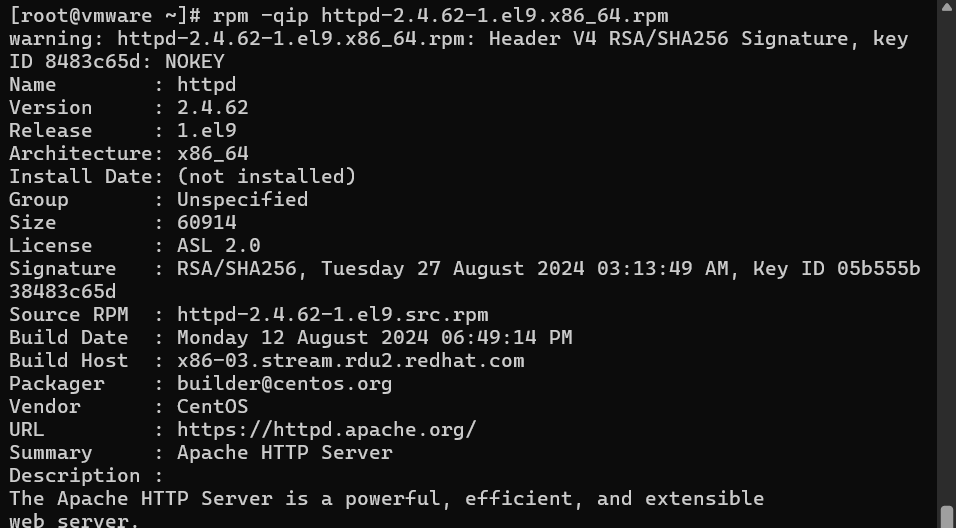 [root@vmware ~]# rpm -qip httpd-2.4.62-1.el9.x86_64.rpm
warning: httpd-2.4.62-1.el9.x86_64.rpm: Header V4 RSA/SHA256 Signature, key
ID 8483c65d: NOKEY
Name        : httpd
Version     : 2.4.62
Release     : 1.el9
Architecture: x86_64
Install Date: (not installed)
Group       : Unspecified
Size        : 60914
License     : ASL 2.0
Signature   : RSA/SHA256, Tuesday 27 August 2024 03:13:49 AM, Key ID 05b555b
38483c65d
Source RPM  : httpd-2.4.62-1.el9.src.rpm
Build Date  : Monday 12 August 2024 06:49:14 PM
Build Host  : x86-03.stream.rdu2.redhat.com
Packager    : builder@centos.org
Vendor      : CentOS
URL         : https://httpd.apache.org/
Summary     : Apache HTTP Server
Description :
The Apache HTTP Server is a powerful, efficient, and extensible
web server.